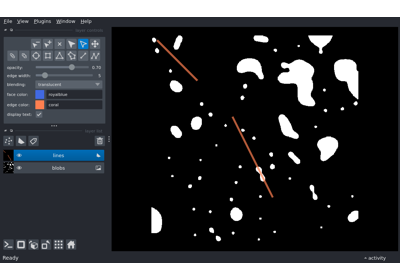 File View Plugins Window Help
opacity: 0.70
edge width: 5
blending: translucent
face color: royalblue
edge color: coral
display text: ✓
lines
blobs
Ready
activity